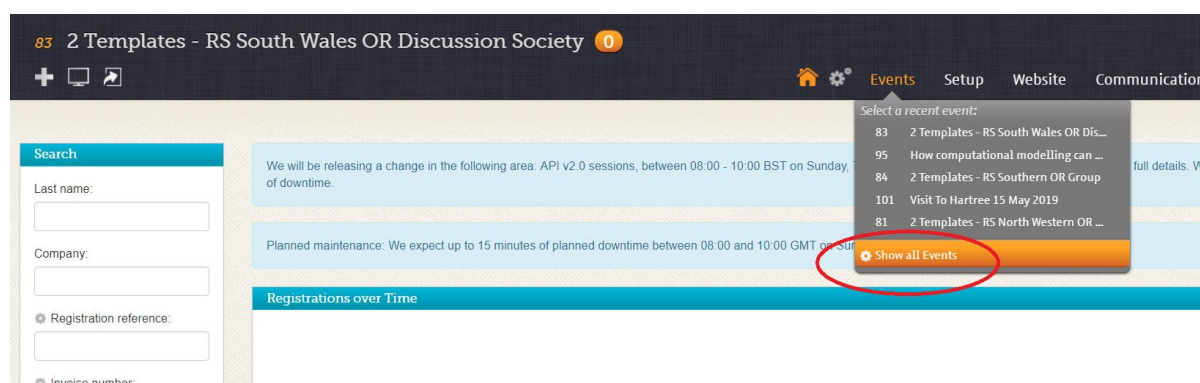 83 2 Templates - RS South Wales OR Discussion Society 0
Events Setup Website Communication
Select a recent event:
83 2 Templates - RS South Wales OR Dis...
95 How computational modelling can ...
84 2 Templates - RS Southern OR Group
101 Visit To Hartree 15 May 2019
81 2 Templates - RS North Western OR ...
Show all Events
Search
Last name:
Company:
Registration reference:
Invoice number:
We will be releasing a change in the following area: API v2.0 sessions, between 08:00 - 10:00 BST on Sunday, full details. W
of downtime.
Planned maintenance: We expect up to 15 minutes of planned downtime between 08:00 and 10:00 GMT on Sun
Registrations over Time